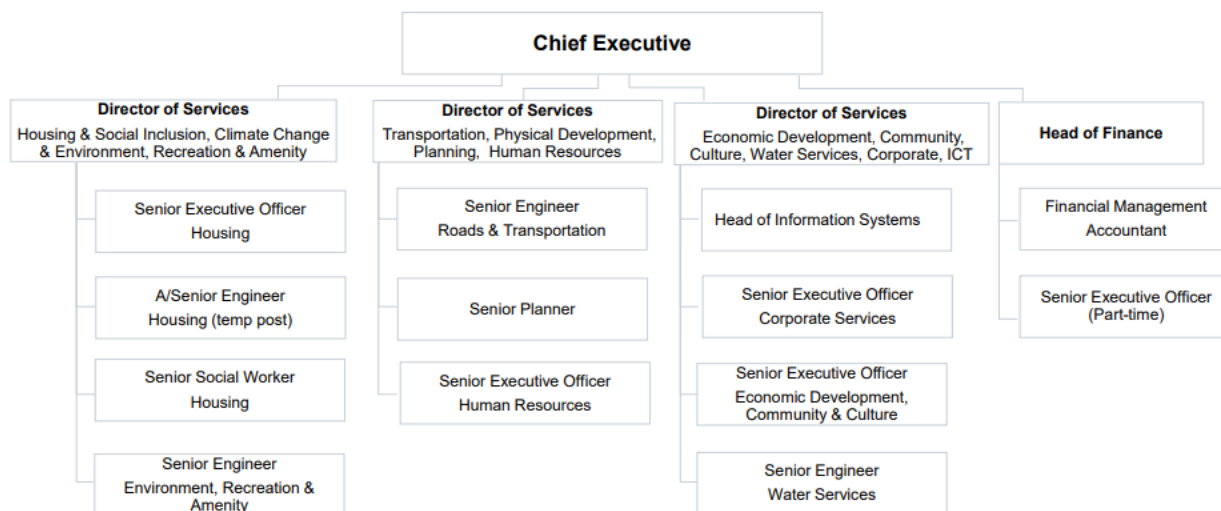 Chief Executive
Director of Services
Housing & Social Inclusion, Climate Change
& Environment, Recreation & Amenity
Senior Executive Officer
Housing
A/Senior Engineer
Housing (temp post)
Senior Social Worker
Housing
Senior Engineer
Environment, Recreation &
Amenity
Director of Services
Transportation, Physical Development,
Planning, Human Resources
Senior Engineer
Roads & Transportation
Senior Planner
Senior Executive Officer
Human Resources
Director of Services
Economic Development, Community,
Culture, Water Services, Corporate, ICT
Head of Information Systems
Senior Executive Officer
Corporate Services
Senior Executive Officer
Economic Development,
Community & Culture
Senior Engineer
Water Services
Head of Finance
Financial Management
Accountant
Senior Executive Officer
(Part-time)